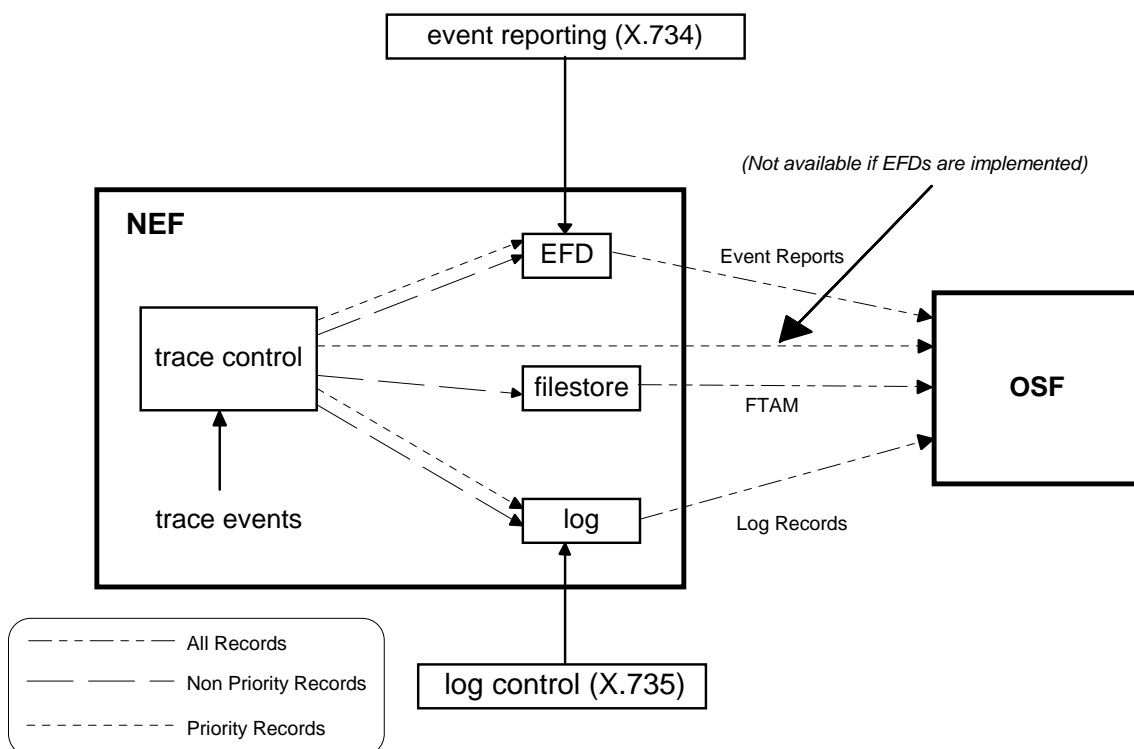 event reporting (X.734)
(Not available if EFDs are implemented)
NEF
EFD
Event Reports
trace control
filestore
FTAM
OSF
trace events
log
Log Records
All Records
Non Priority Records
Priority Records
log control (X.735)